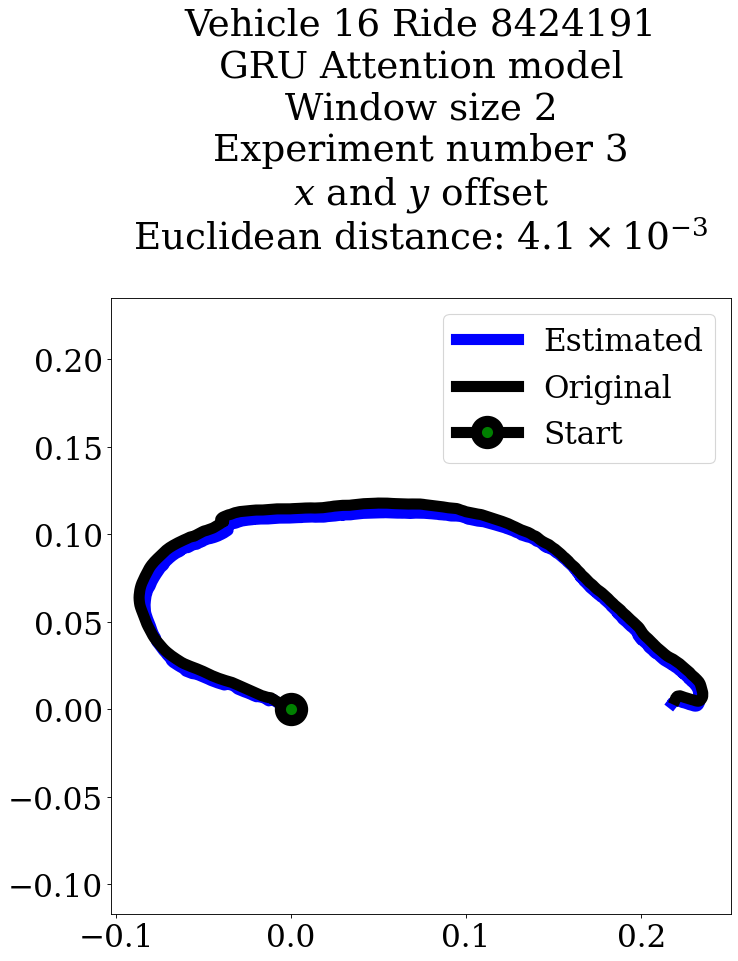 Vehicle 16 Ride 8424191
GRU Attention model
Window size 2
Experiment number 3
x and y offset
Euclidean distance: 4.1 × 10⁻³
Estimated
Original
Start
0.20
0.15
0.10
0.05
0.00
−0.05
−0.10
−0.1 0.0 0.1 0.2